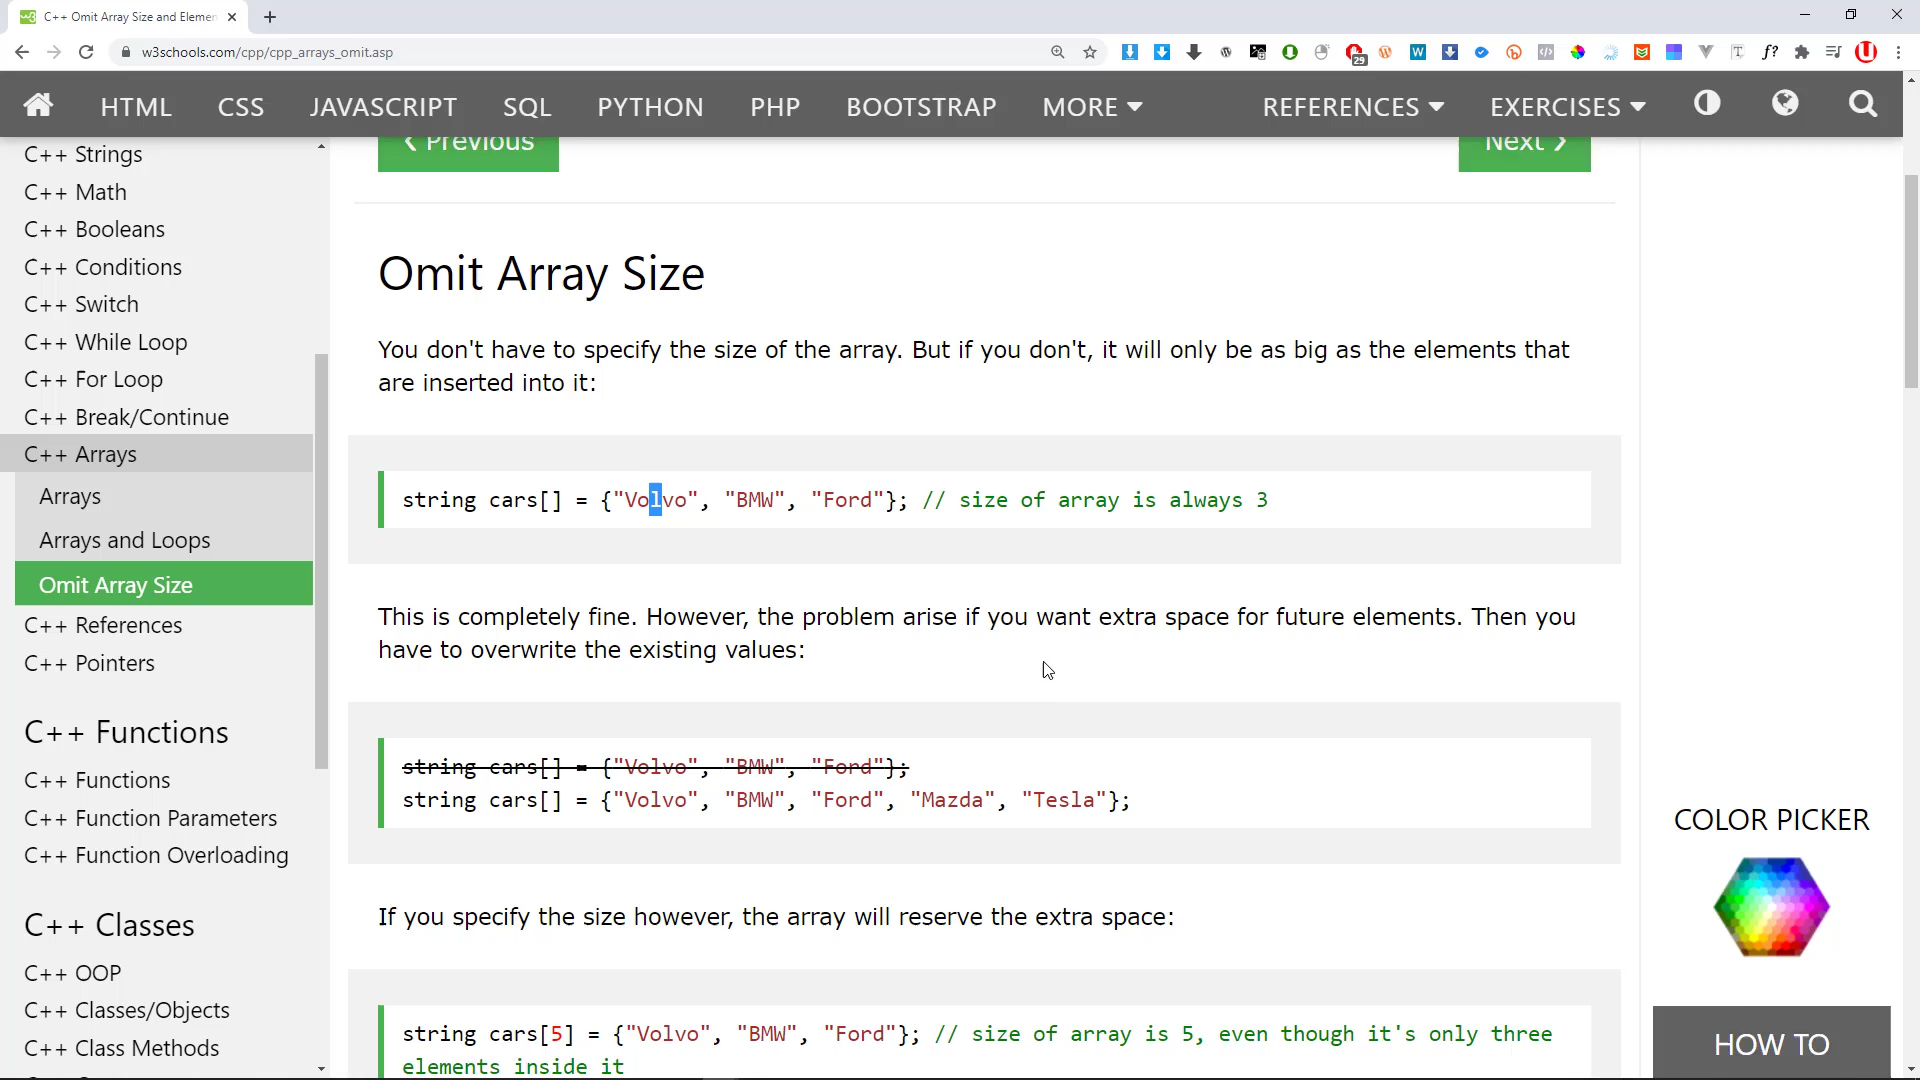 C++ Omit Array Size and Elemen
w3schools.com/cpp/cpp_arrays_omit.asp
29
HTML CSS JAVASCRIPT SQL PYTHON PHP BOOTSTRAP MORE REFERENCES EXERCISES
C++ Strings
C++ Math
C++ Booleans
C++ Conditions
C++ Switch
C++ While Loop
C++ For Loop
C++ Break/Continue
C++ Arrays
Arrays
Arrays and Loops
Omit Array Size
C++ References
C++ Pointers
C++ Functions
C++ Functions
C++ Function Parameters
C++ Function Overloading
C++ Classes
C++ OOP
C++ Classes/Objects
C++ Class Methods
❮ Previous
Next ❯
Omit Array Size
You don't have to specify the size of the array. But if you don't, it will only be as big as the elements that
are inserted into it:
string cars[] = {"Volvo", "BMW", "Ford"}; // size of array is always 3
This is completely fine. However, the problem arise if you want extra space for future elements. Then you
have to overwrite the existing values:
string cars[] = {"Volvo", "BMW", "Ford"};
string cars[] = {"Volvo", "BMW", "Ford", "Mazda", "Tesla"};
If you specify the size however, the array will reserve the extra space:
string cars[5] = {"Volvo", "BMW", "Ford"}; // size of array is 5, even though it's only three
elements inside it
COLOR PICKER
HOW TO